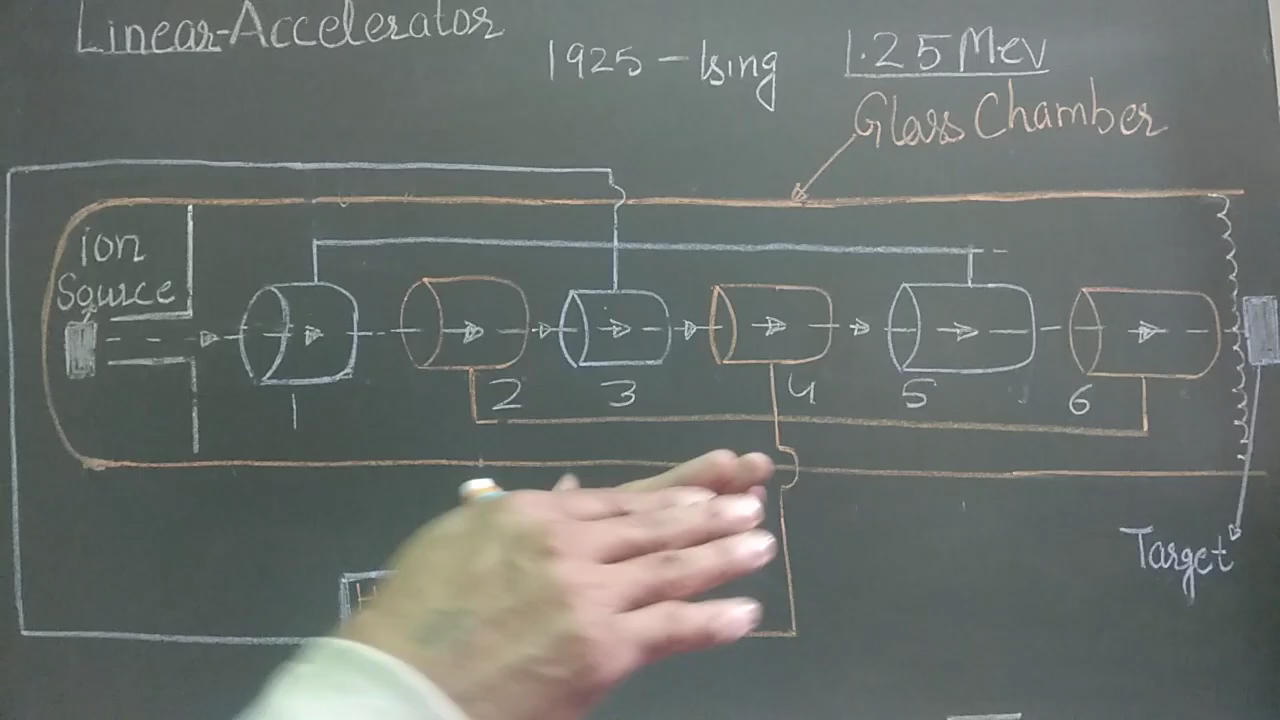 Linear-Accelerator
1925 - Ising
1.25 Mev
Glass Chamber
ion
Source
1
2
3
4
5
6
Target
H